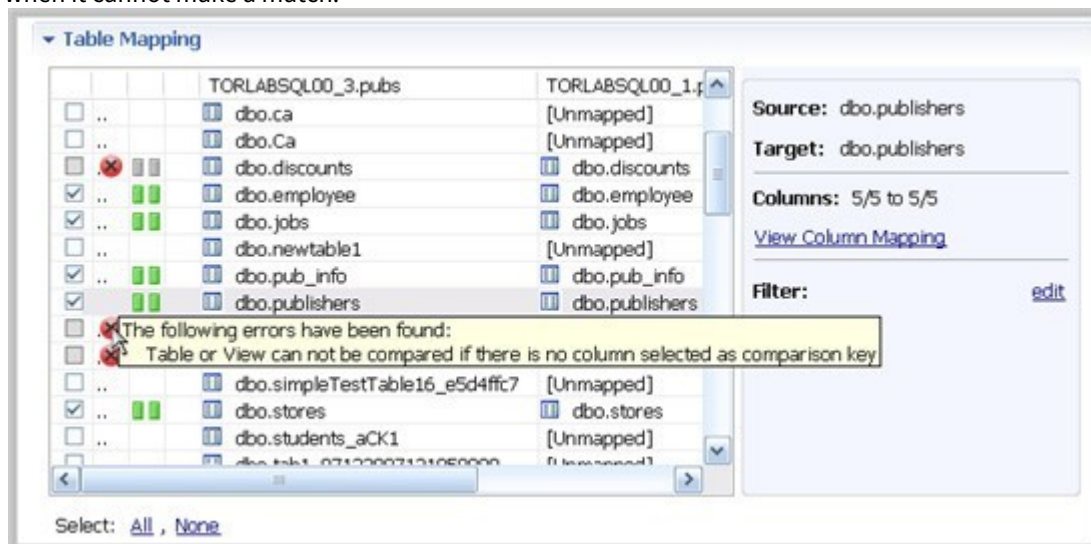 when it cannot make a match.
Table Mapping
TORLABSQL00_3.pubs TORLABSQL00_1.p
.. dbo.ca [Unmapped]
.. dbo.Ca [Unmapped]
. dbo.discounts dbo.discounts
.. dbo.employee dbo.employee
.. dbo.jobs dbo.jobs
.. dbo.newtable1 [Unmapped]
.. dbo.pub_info dbo.pub_info
dbo.publishers dbo.publishers
The following errors have been found:
Table or View can not be compared if there is no column selected as comparison key
.. dbo.simpleTestTable16_e5d4ffc7 [Unmapped]
.. dbo.stores dbo.stores
.. dbo.students_aCK1 [Unmapped]
[Unmapped]
Source: dbo.publishers
Target: dbo.publishers
Columns: 5/5 to 5/5
View Column Mapping
Filter: edit
Select: All , None